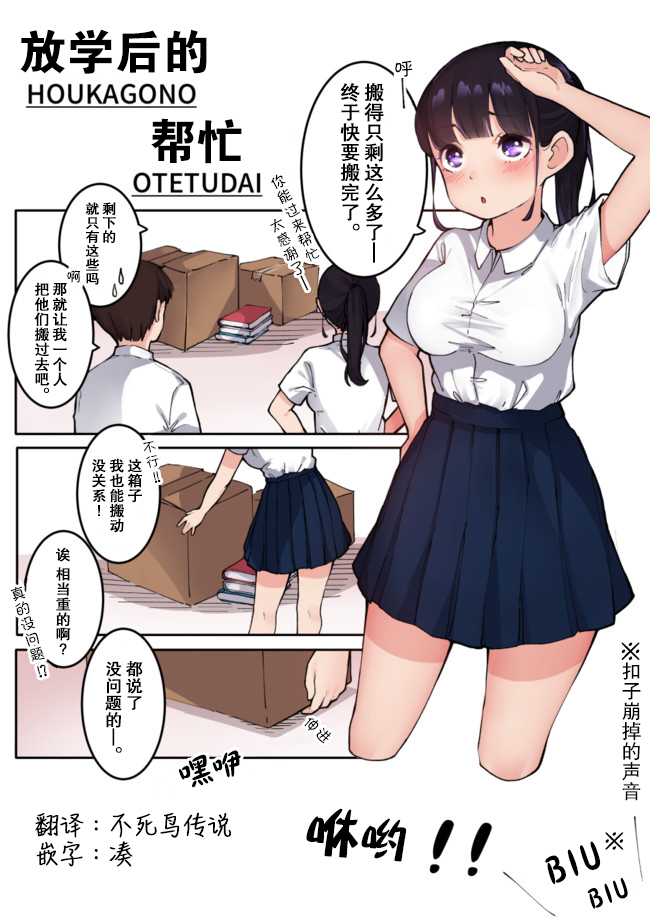 放学后的
HOUKAGONO
帮忙
OTETUDAI
呼
搬得只剩这么多了—
终于快要搬完了。
你能过来帮忙
太感谢了—
剩下的
就只有这些吗
啊
那就让我一个人
把他们搬过去吧。
不行!!
这箱子
我也能搬动
没关系！
诶 相当重的啊？
真的没问题!?
都说了
没问题的—。
伸进
嘿咿
咻哟!!
※扣子崩掉的声音
BIU※
BIU
翻译：不死鸟传说
嵌字：凑